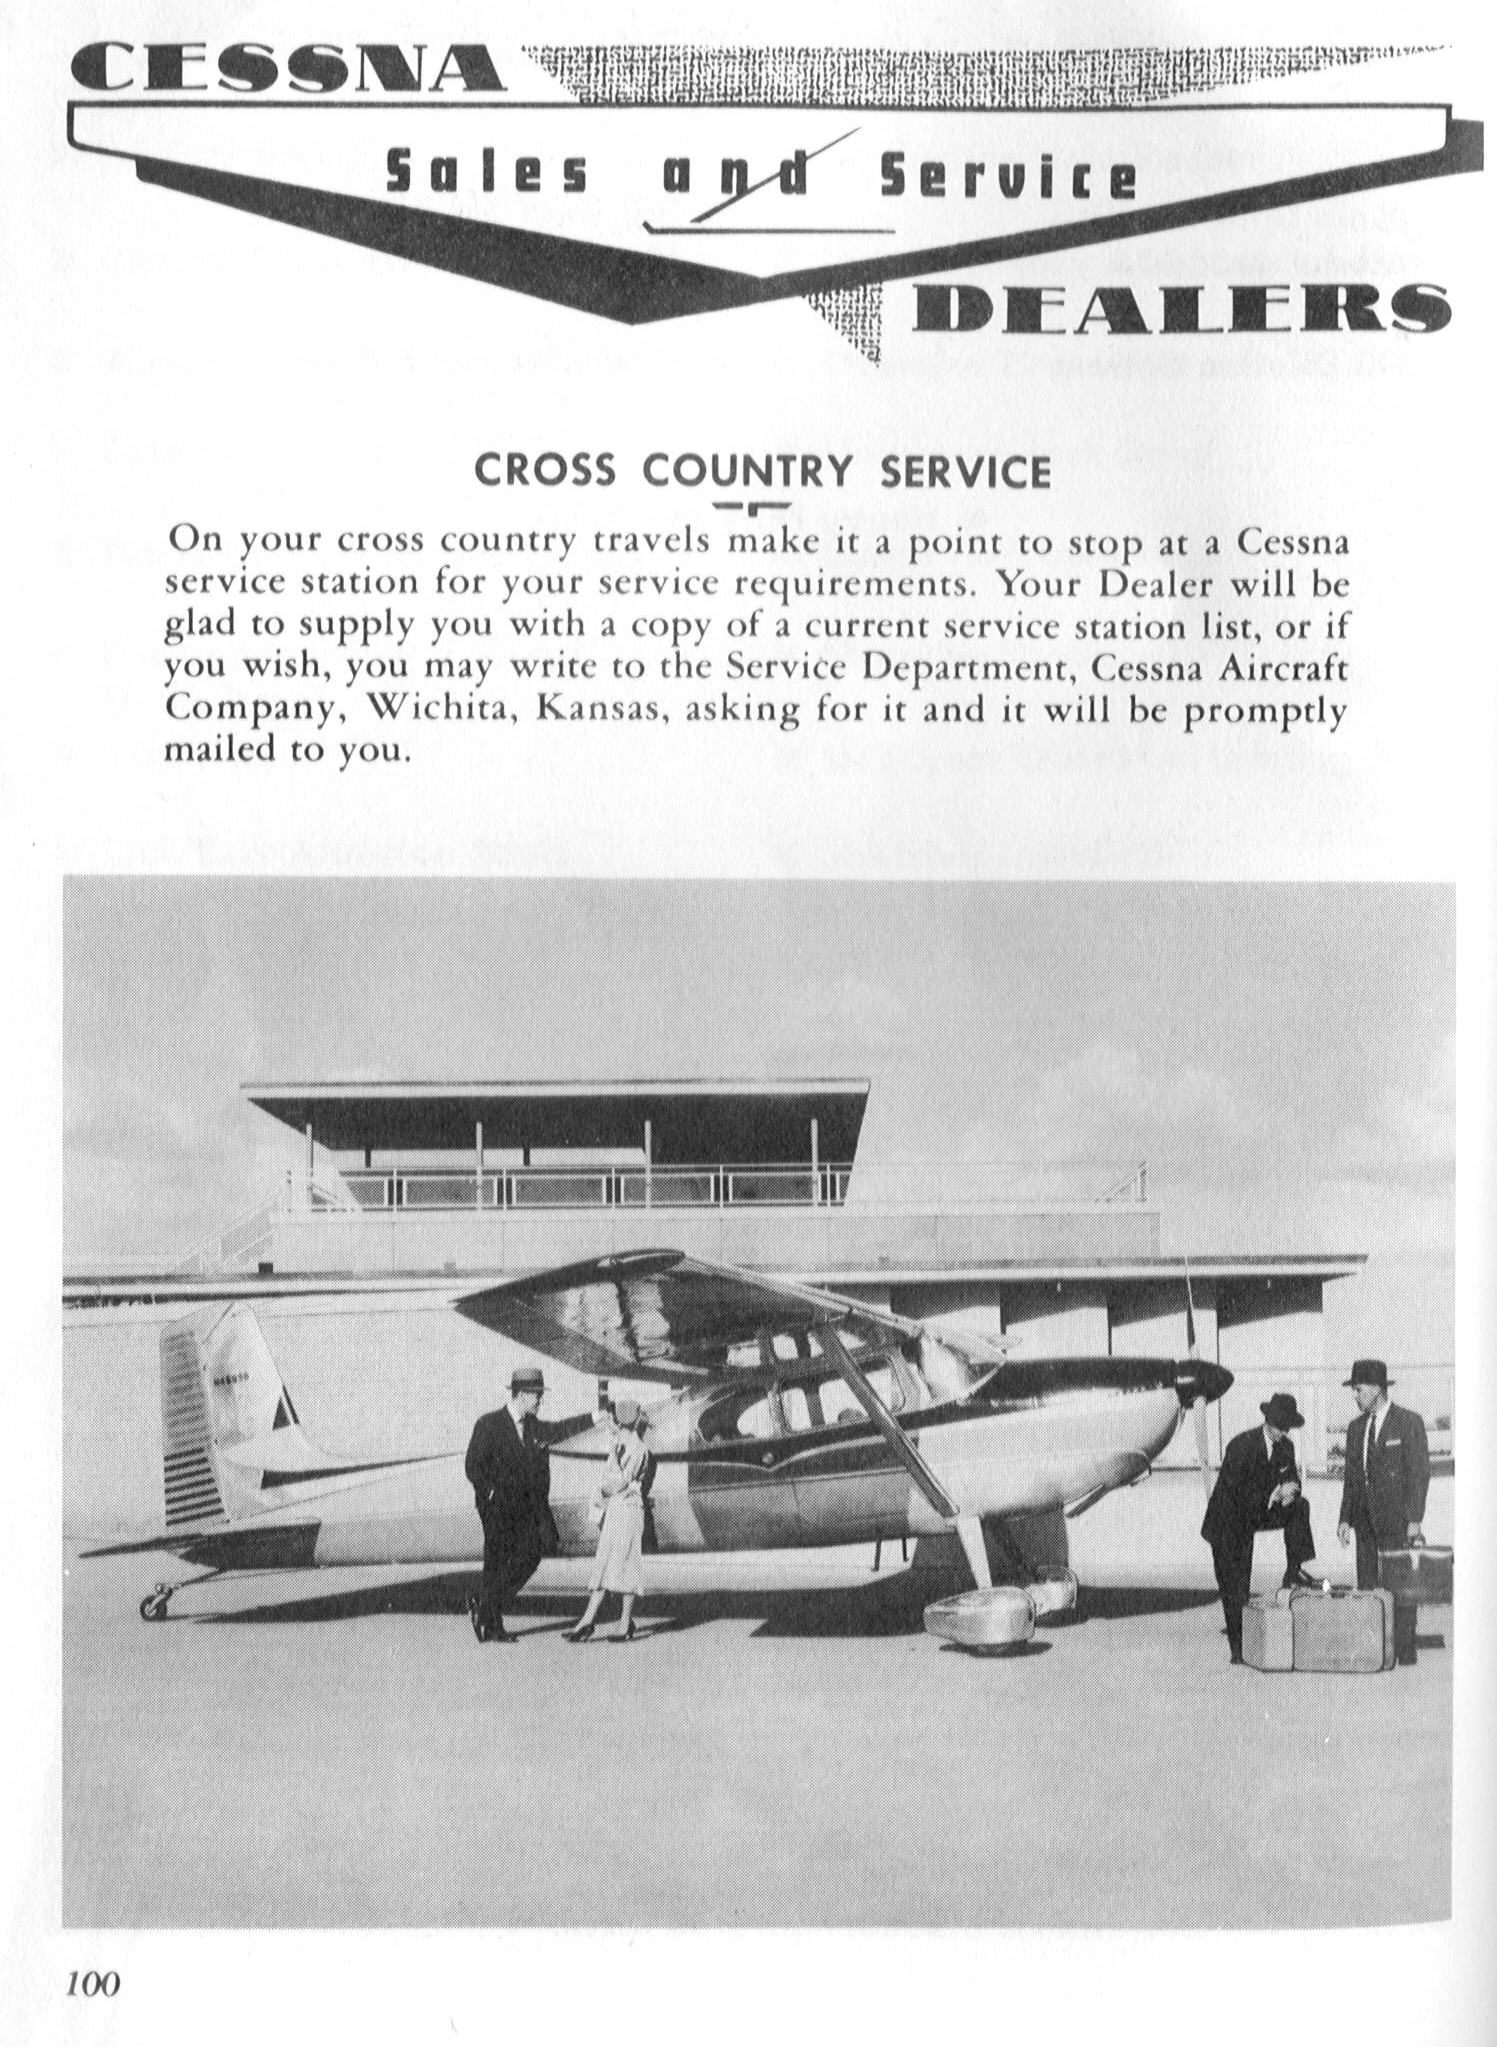 CESSNA
Sales and Service
DEALERS
CROSS COUNTRY SERVICE
On your cross country travels make it a point to stop at a Cessna
service station for your service requirements. Your Dealer will be
glad to supply you with a copy of a current service station list, or if
you wish, you may write to the Service Department, Cessna Aircraft
Company, Wichita, Kansas, asking for it and it will be promptly
mailed to you.
100